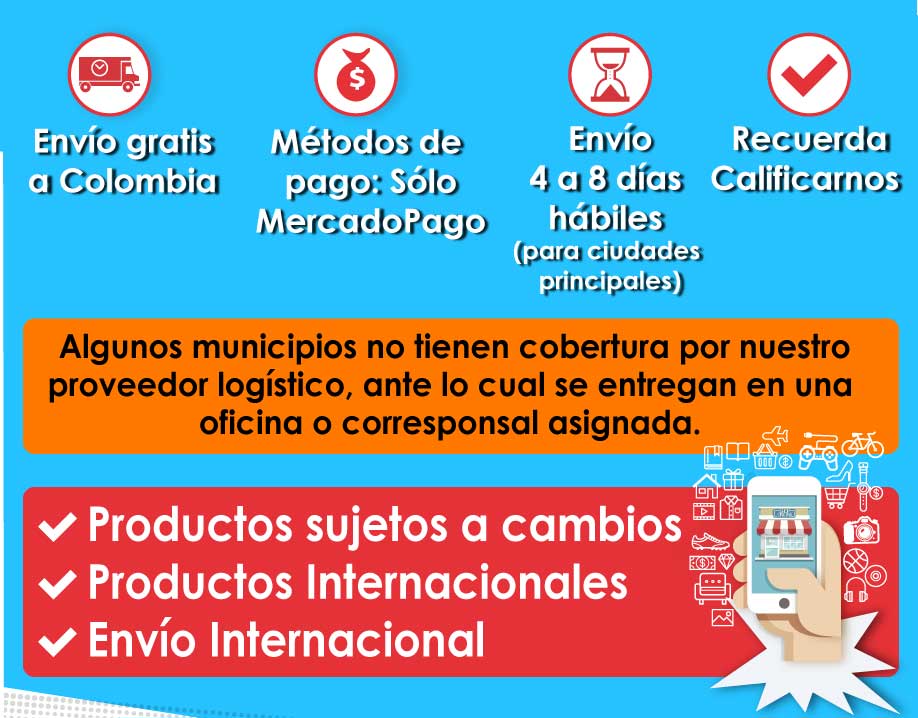 Envío gratis
a Colombia
Métodos de
pago: Sólo
MercadoPago
Envío
4 a 8 días
hábiles
(para ciudades
principales)
Recuerda
Calificarnos
Algunos municipios no tienen cobertura por nuestro
proveedor logístico, ante lo cual se entregan en una
oficina o corresponsal asignada.
Productos sujetos a cambios
Productos Internacionales
Envío Internacional